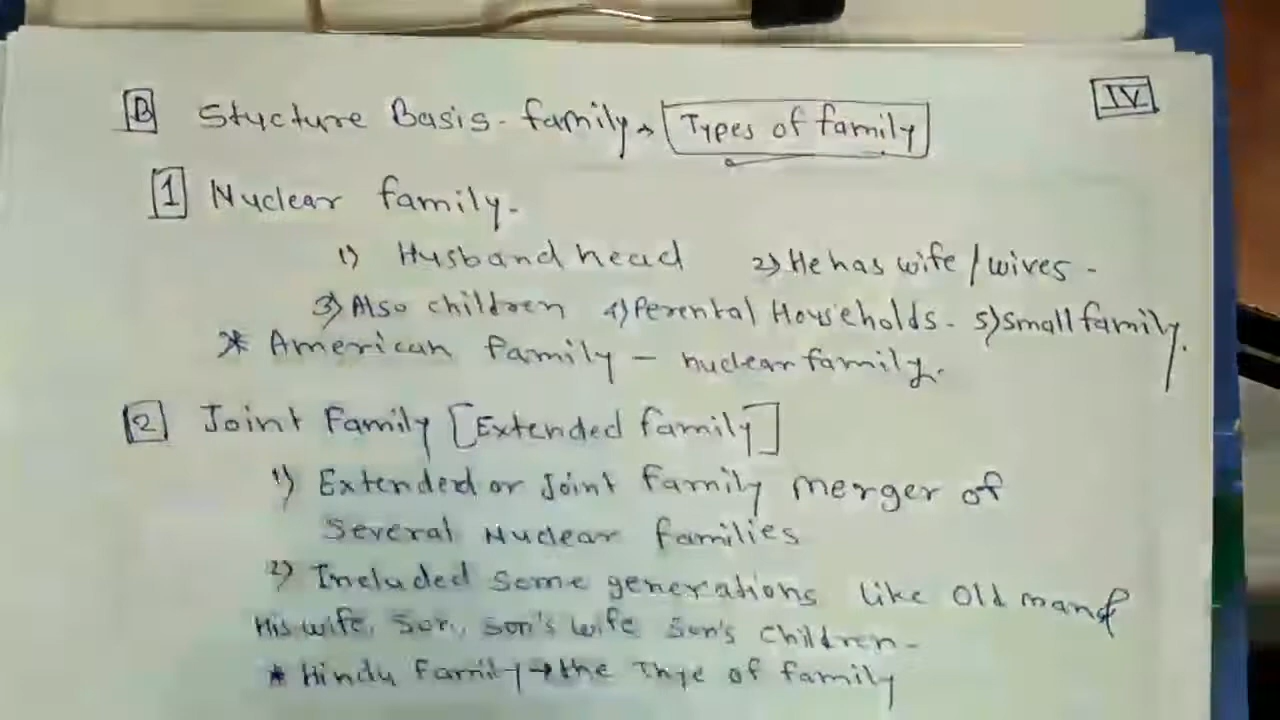 B Structure Basis - family → Types of family IV
1 Nuclear family -
1) Husband head 2) He has wife / wives -
3) Also children 4) Perental Households - 5) small family.
* American family – nuclear family.
2 Joint Family [Extended family]
1) Extended or Joint family merger of
Several Nuclear families
2) Included Some generations like Old man &
His wife, Son, son's wife Son's Children -
* Hindu Family → the Thye of family